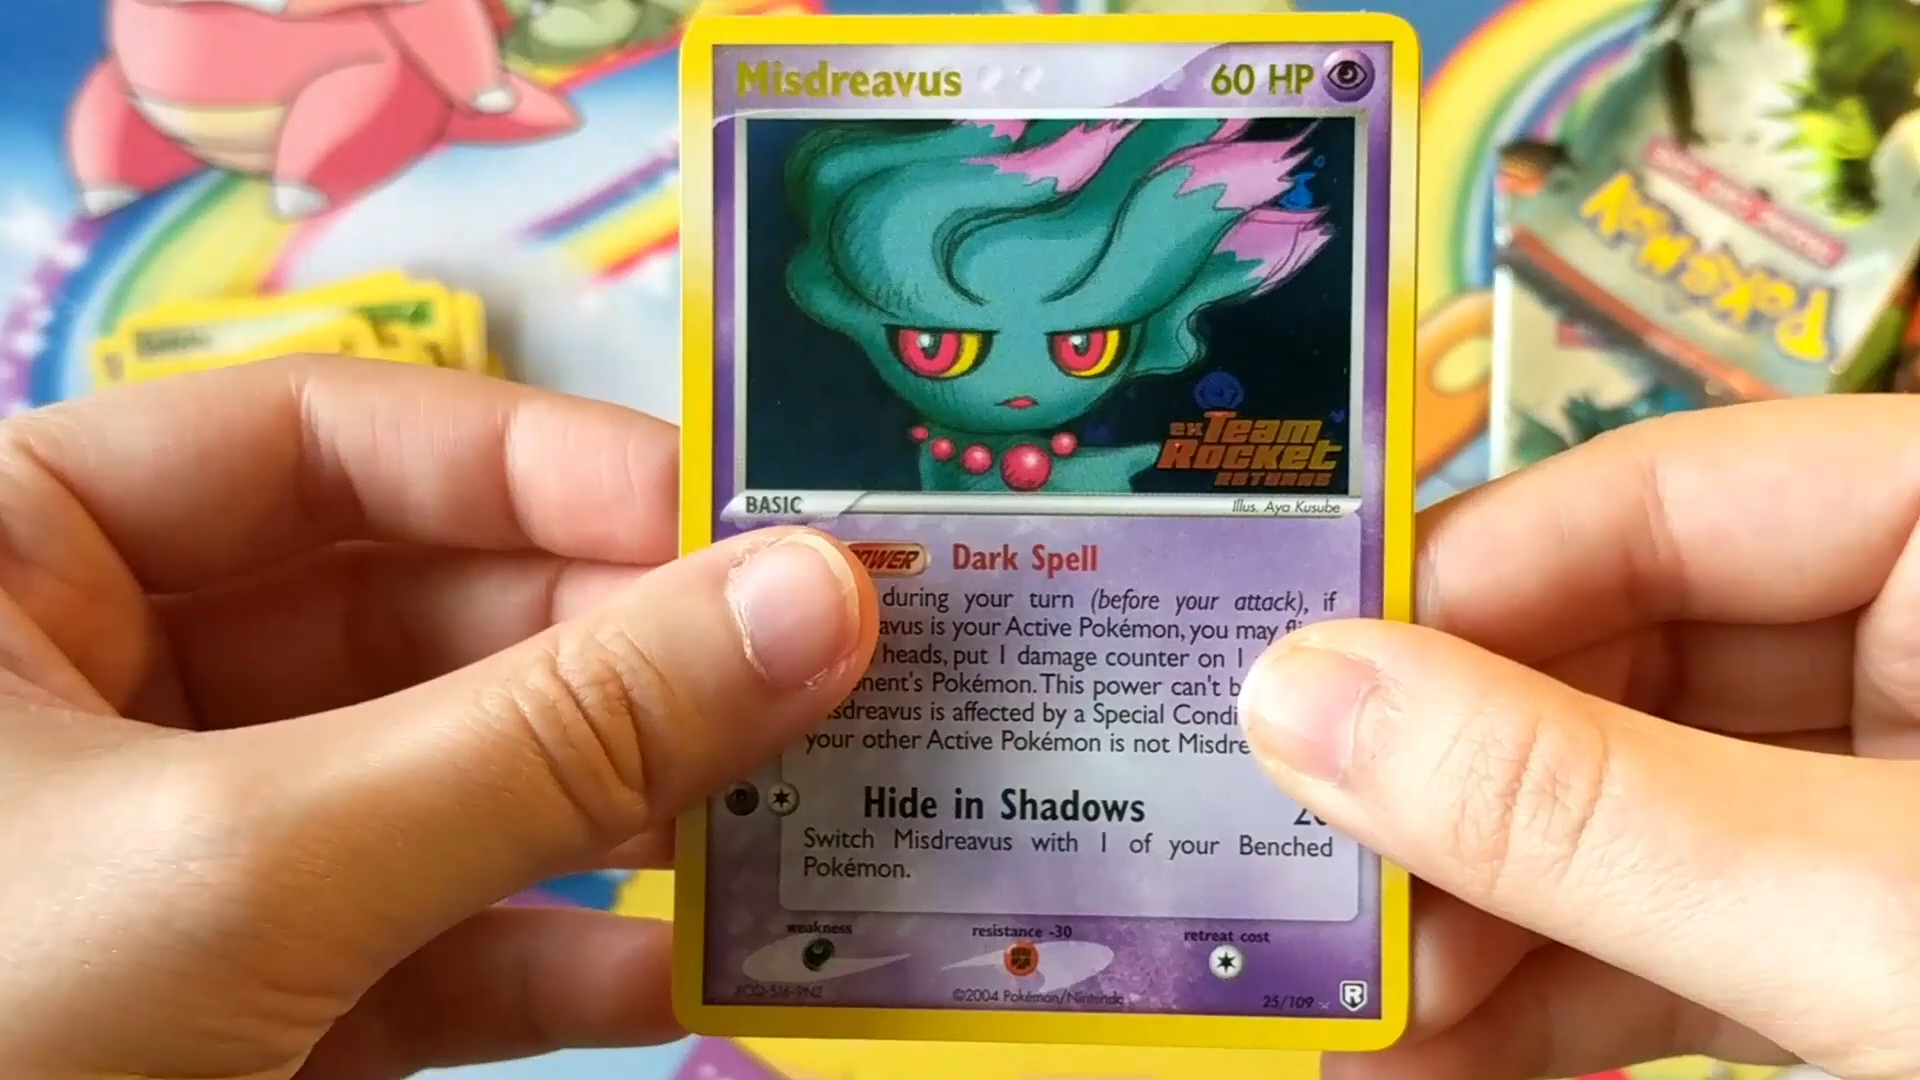 Misdreavus 60 HP
ex Team
Rocket
RETURNS
BASIC
Illus. Aya Kusube
POWER Dark Spell
during your turn (before your attack), if
avus is your Active Pokémon, you may
heads, put 1 damage counter on 1
nent's Pokémon. This power can't b
sdreavus is affected by a Special Condi
your other Active Pokémon is not Misdre
Hide in Shadows
Switch Misdreavus with 1 of your Benched
Pokémon.
weakness resistance -30 retreat cost
©2004 Pokémon/Nintendo 25/109 R
POKéMON